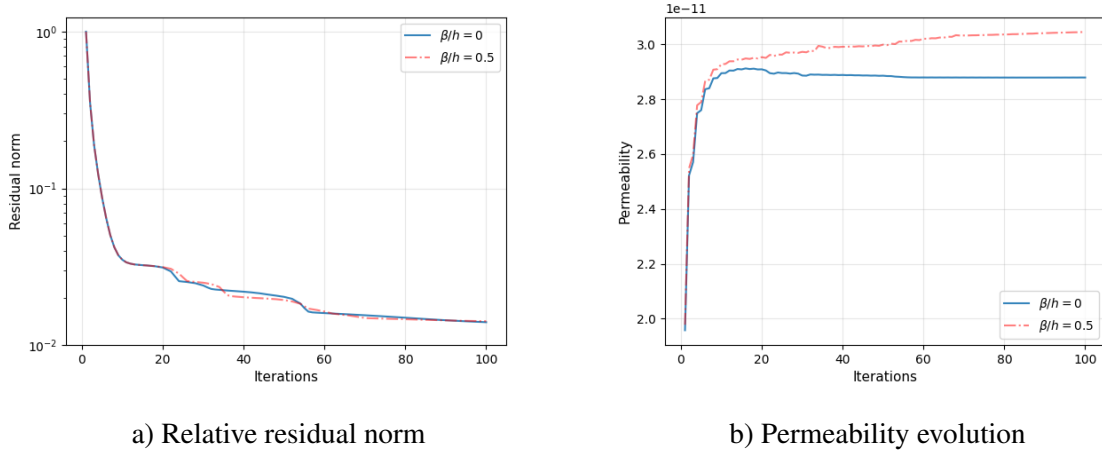 10^0
10^{-1}
10^{-2}
Residual norm
0 20 40 60 80 100
Iterations
β/h = 0
β/h = 0.5
a) Relative residual norm
1e−11
3.0
2.8
2.6
2.4
2.2
2.0
Permeability
0 20 40 60 80 100
Iterations
β/h = 0
β/h = 0.5
b) Permeability evolution